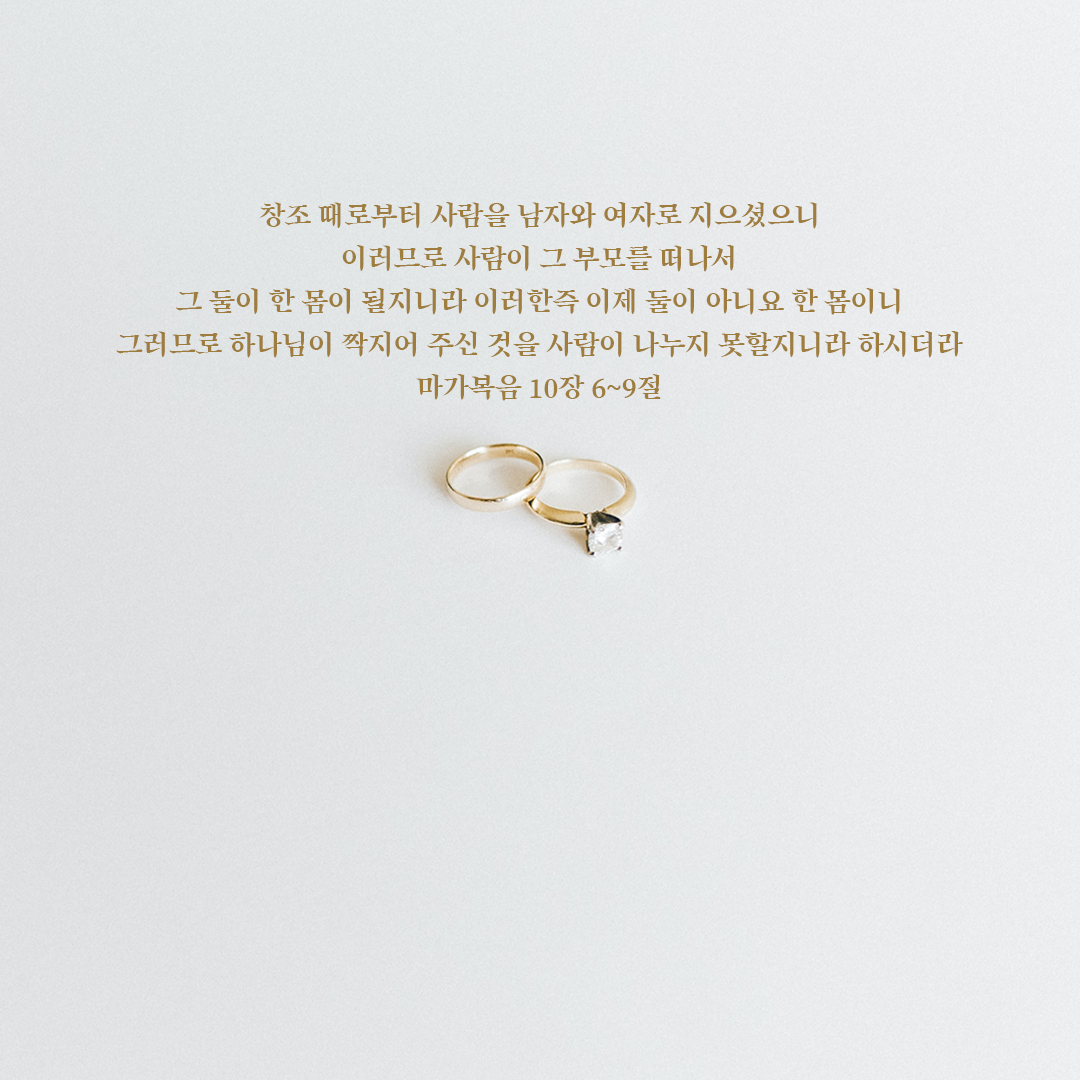 창조 때로부터 사람을 남자와 여자로 지으셨으니
이러므로 사람이 그 부모를 떠나서
그 둘이 한 몸이 될지니라 이러한즉 이제 둘이 아니요 한 몸이니
그러므로 하나님이 짝지어 주신 것을 사람이 나누지 못할지니라 하시더라
마가복음 10장 6~9절